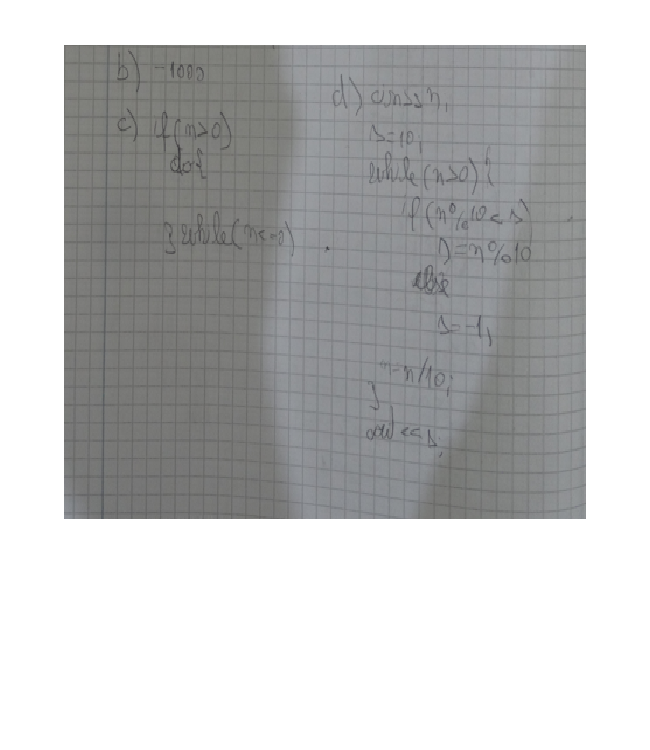 b) -1000
c) if(n>0)
do{
}while(n<=0)
d) cin>>n;
s=10;
while(n>0){
if(n%10<s)
s=n%10
else
s=-1;
n=n/10;
}
cout<<s;